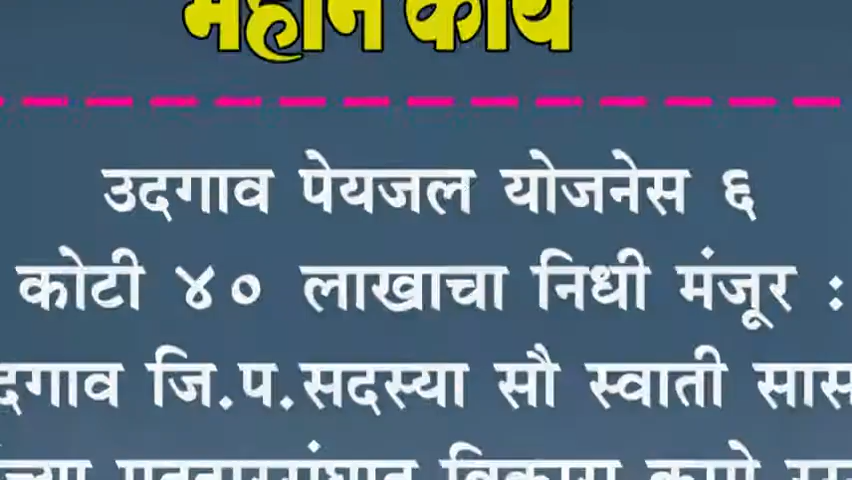 महान कार्य
उदगाव पेयजल योजनेस ६
कोटी ४० लाखाचा निधी मंजूर :
दगाव जि.प.सदस्या सौ स्वाती सास